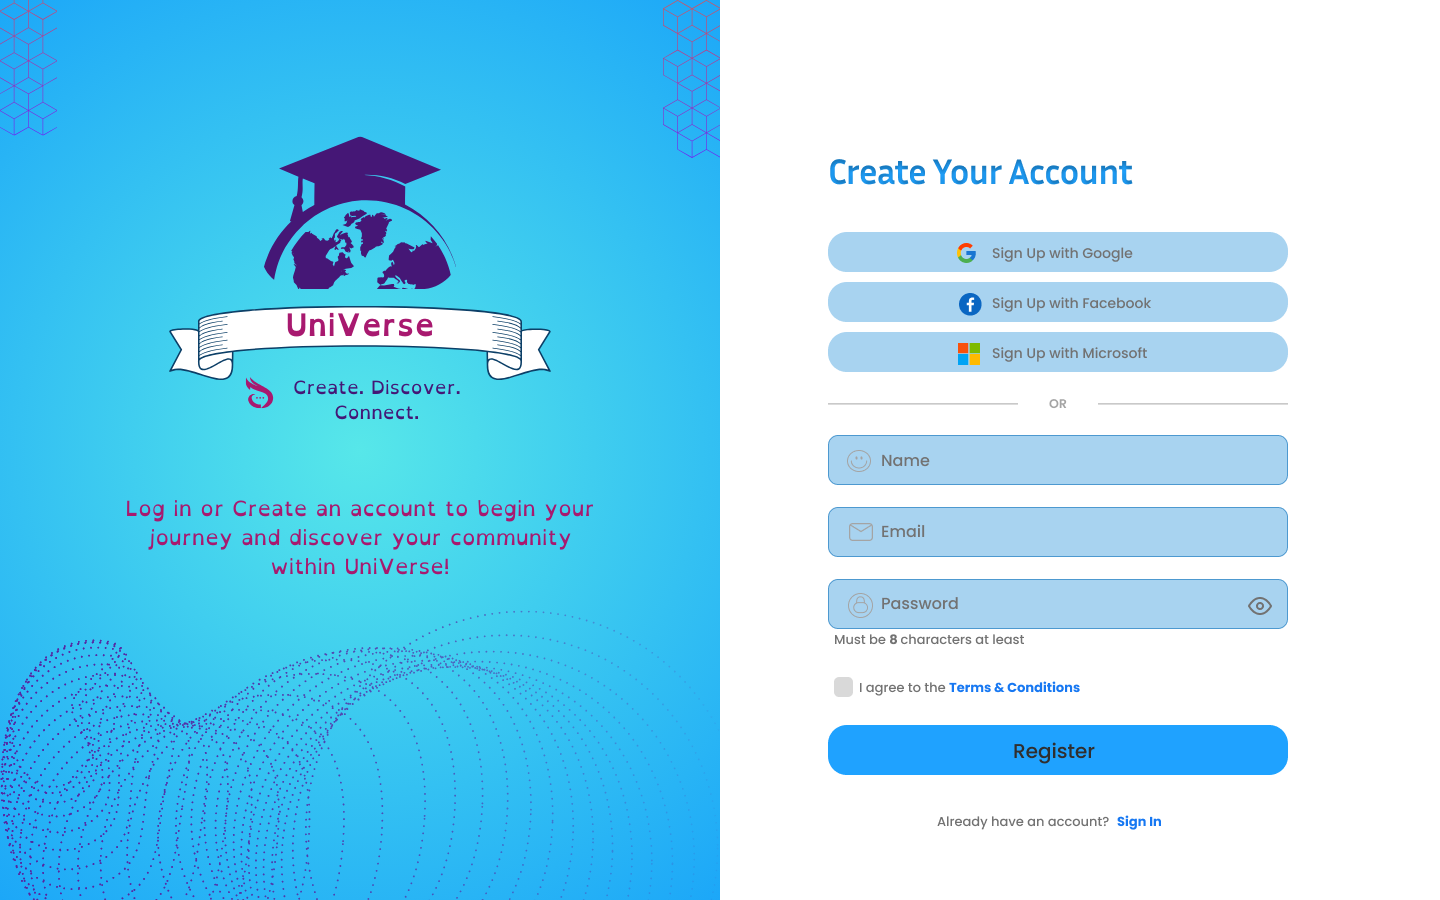 UniVerse
Create. Discover.
Connect.
Log in or Create an account to begin your
journey and discover your community
within UniVerse!
Create Your Account
Sign Up with Google
Sign Up with Facebook
Sign Up with Microsoft
OR
Name
Email
Password
Must be 8 characters at least
I agree to the Terms & Conditions
Register
Already have an account? Sign In